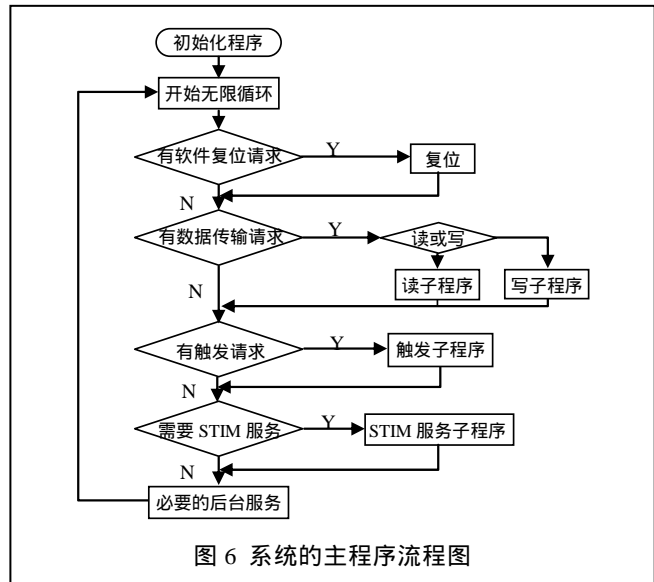 初始化程序
开始无限循环
有软件复位请求
Y
复位
N
有数据传输请求
Y
读或写
读子程序
写子程序
N
有触发请求
Y
触发子程序
N
需要 STIM 服务
Y
STIM 服务子程序
N
必要的后台服务
图 6 系统的主程序流程图